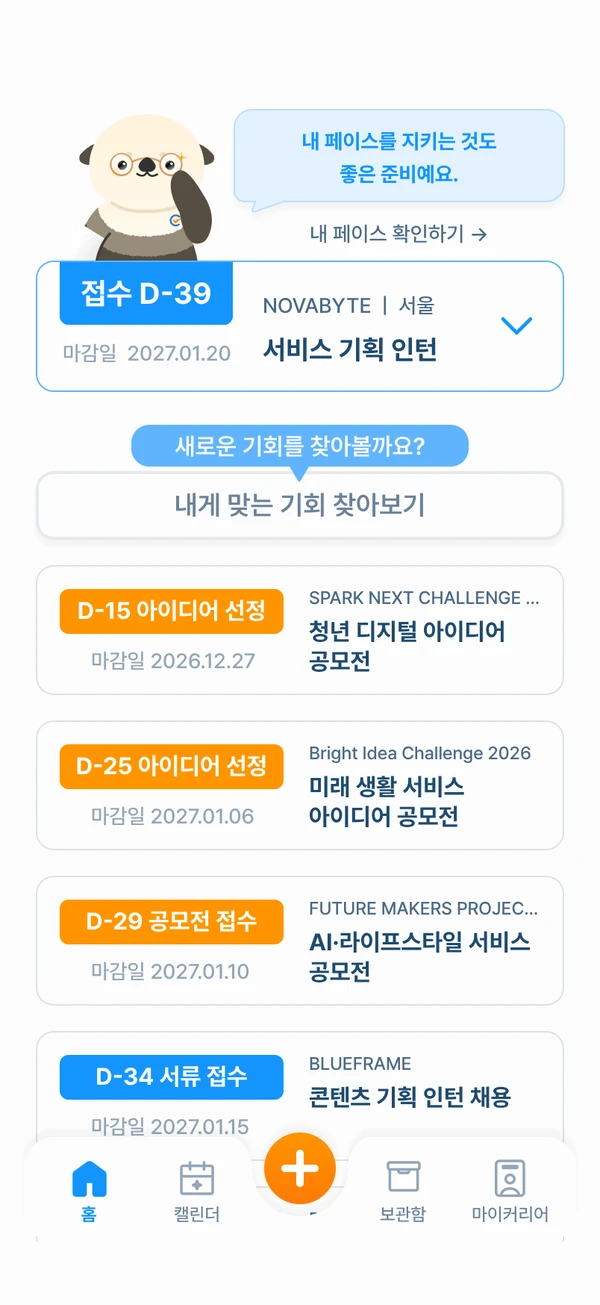 내 페이스를 지키는 것도
좋은 준비예요.
내 페이스 확인하기 →
접수 D-39
마감일 2027.01.20
NOVABYTE | 서울
서비스 기획 인턴
새로운 기회를 찾아볼까요?
내게 맞는 기회 찾아보기
D-15 아이디어 선정
마감일 2026.12.27
SPARK NEXT CHALLENGE ...
청년 디지털 아이디어
공모전
D-25 아이디어 선정
마감일 2027.01.06
Bright Idea Challenge 2026
미래 생활 서비스
아이디어 공모전
D-29 공모전 접수
마감일 2027.01.10
FUTURE MAKERS PROJEC...
AI·라이프스타일 서비스
공모전
D-34 서류 접수
마감일 2027.01.15
BLUEFRAME
콘텐츠 기획 인턴 채용
홈
캘린더
보관함
마이커리어